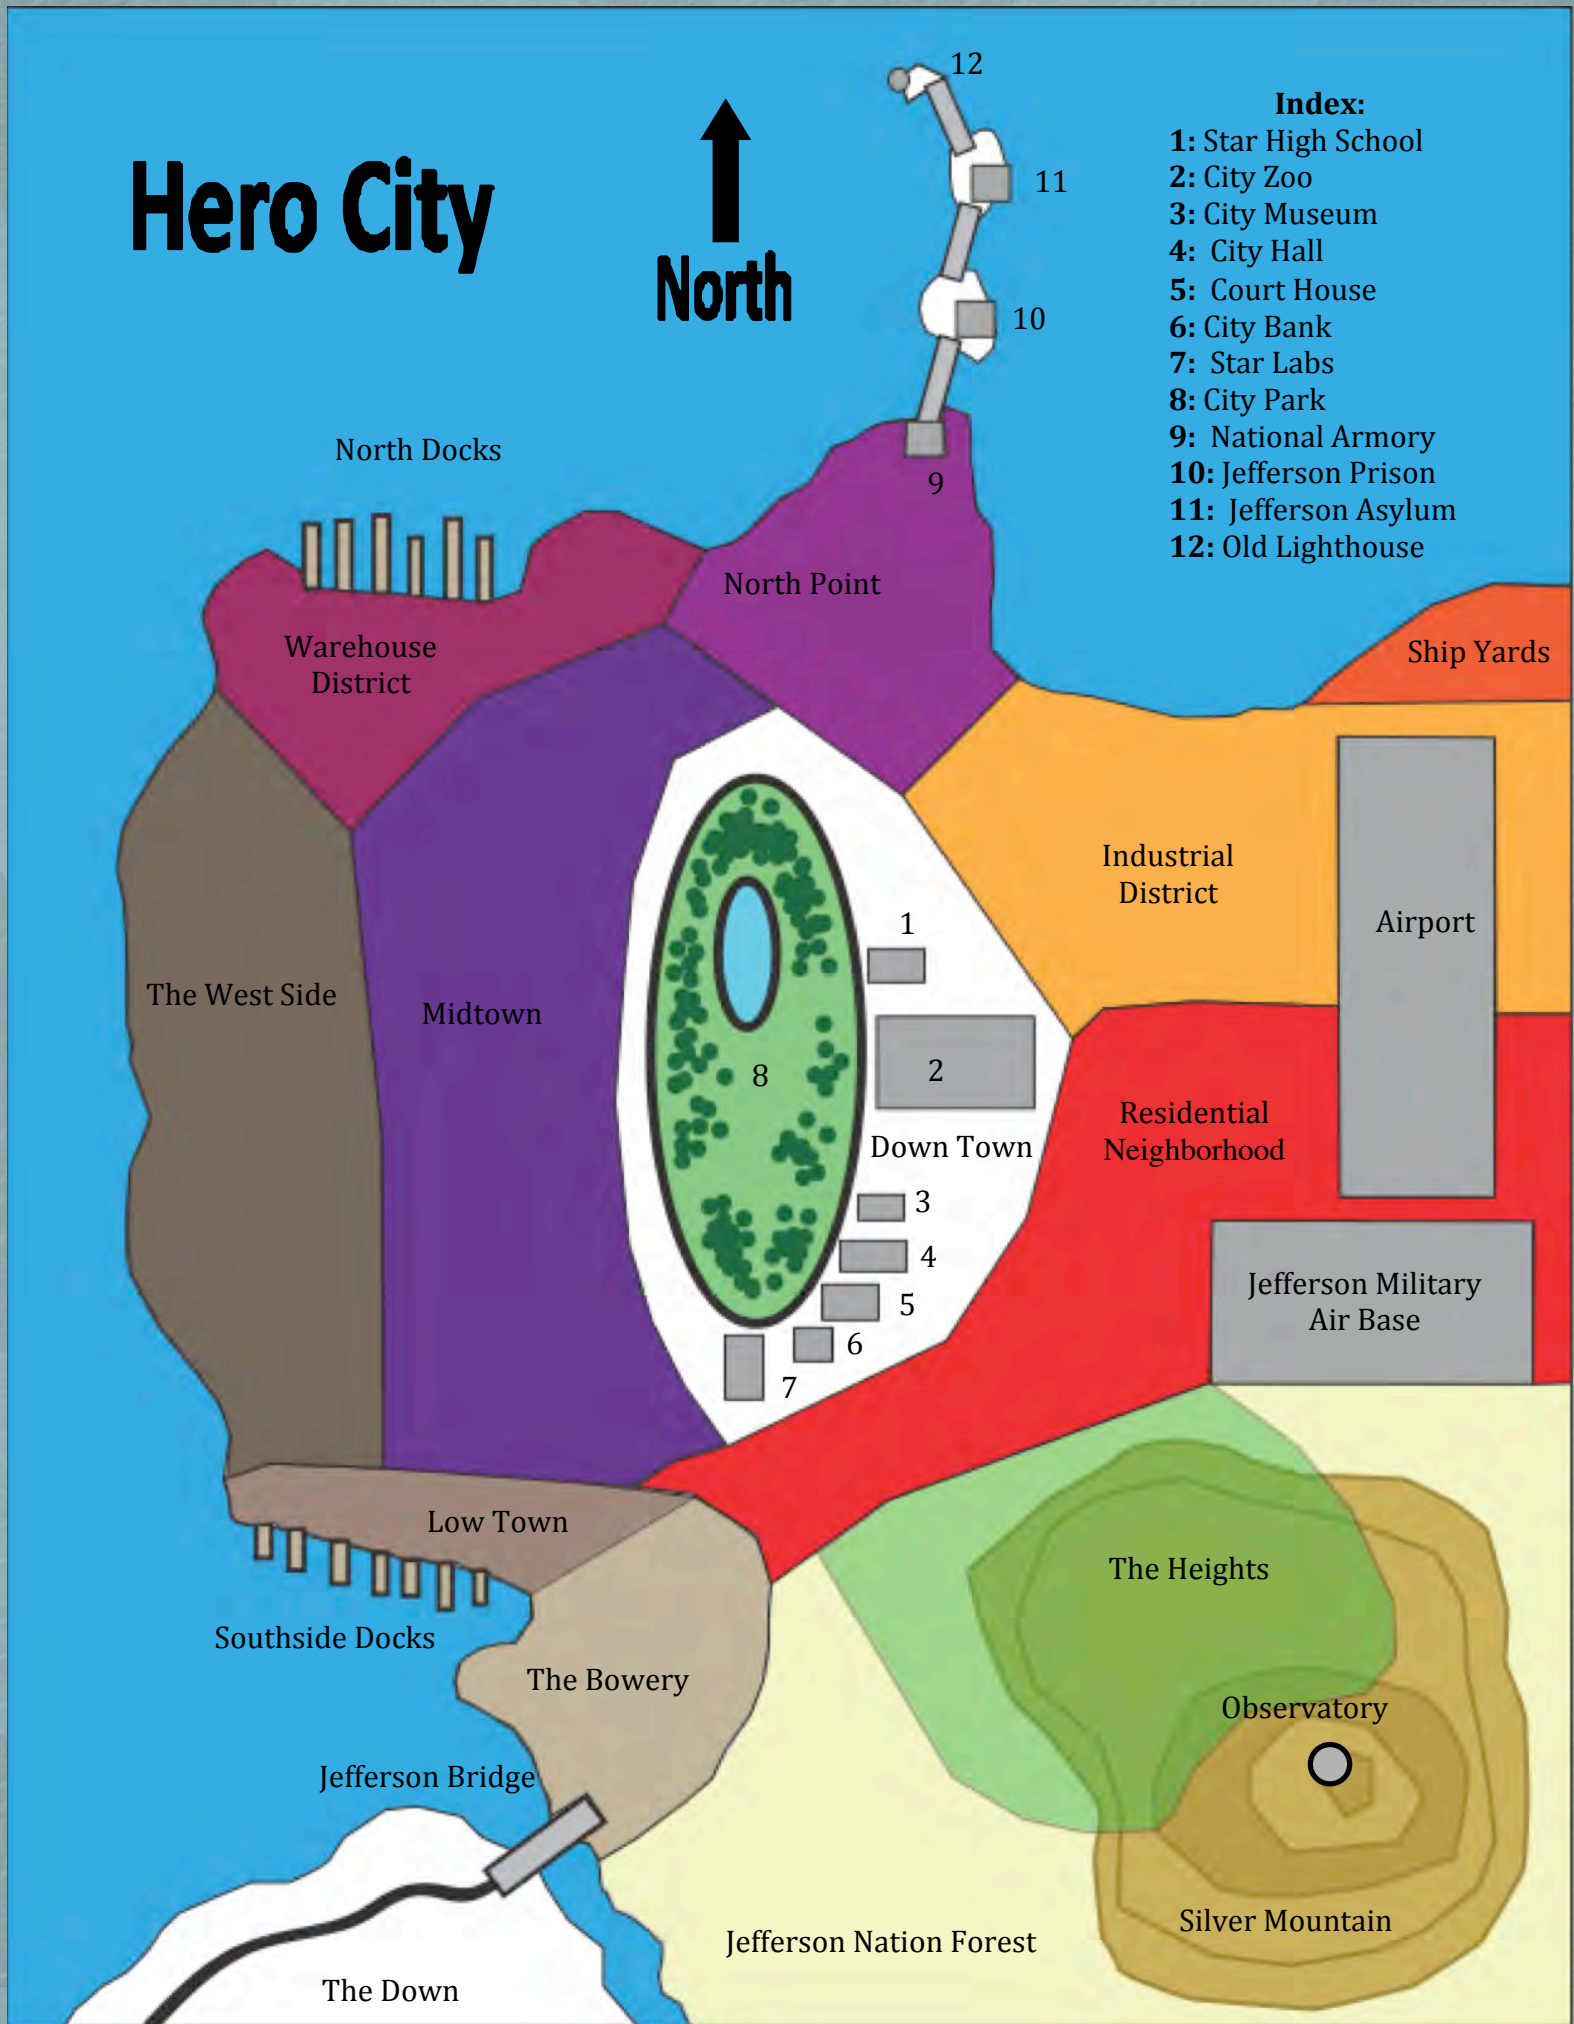 Hero City
North
12
11
10
9
Index:
1: Star High School
2: City Zoo
3: City Museum
4: City Hall
5: Court House
6: City Bank
7: Star Labs
8: City Park
9: National Armory
10: Jefferson Prison
11: Jefferson Asylum
12: Old Lighthouse
North Docks
North Point
Warehouse
District
Ship Yards
Industrial
District
Airport
1
The West Side
Midtown
2
8
Down Town
Residential
Neighborhood
3
4
5
6
7
Jefferson Military
Air Base
Low Town
The Heights
Southside Docks
The Bowery
Observatory
Jefferson Bridge
Silver Mountain
Jefferson Nation Forest
The Down